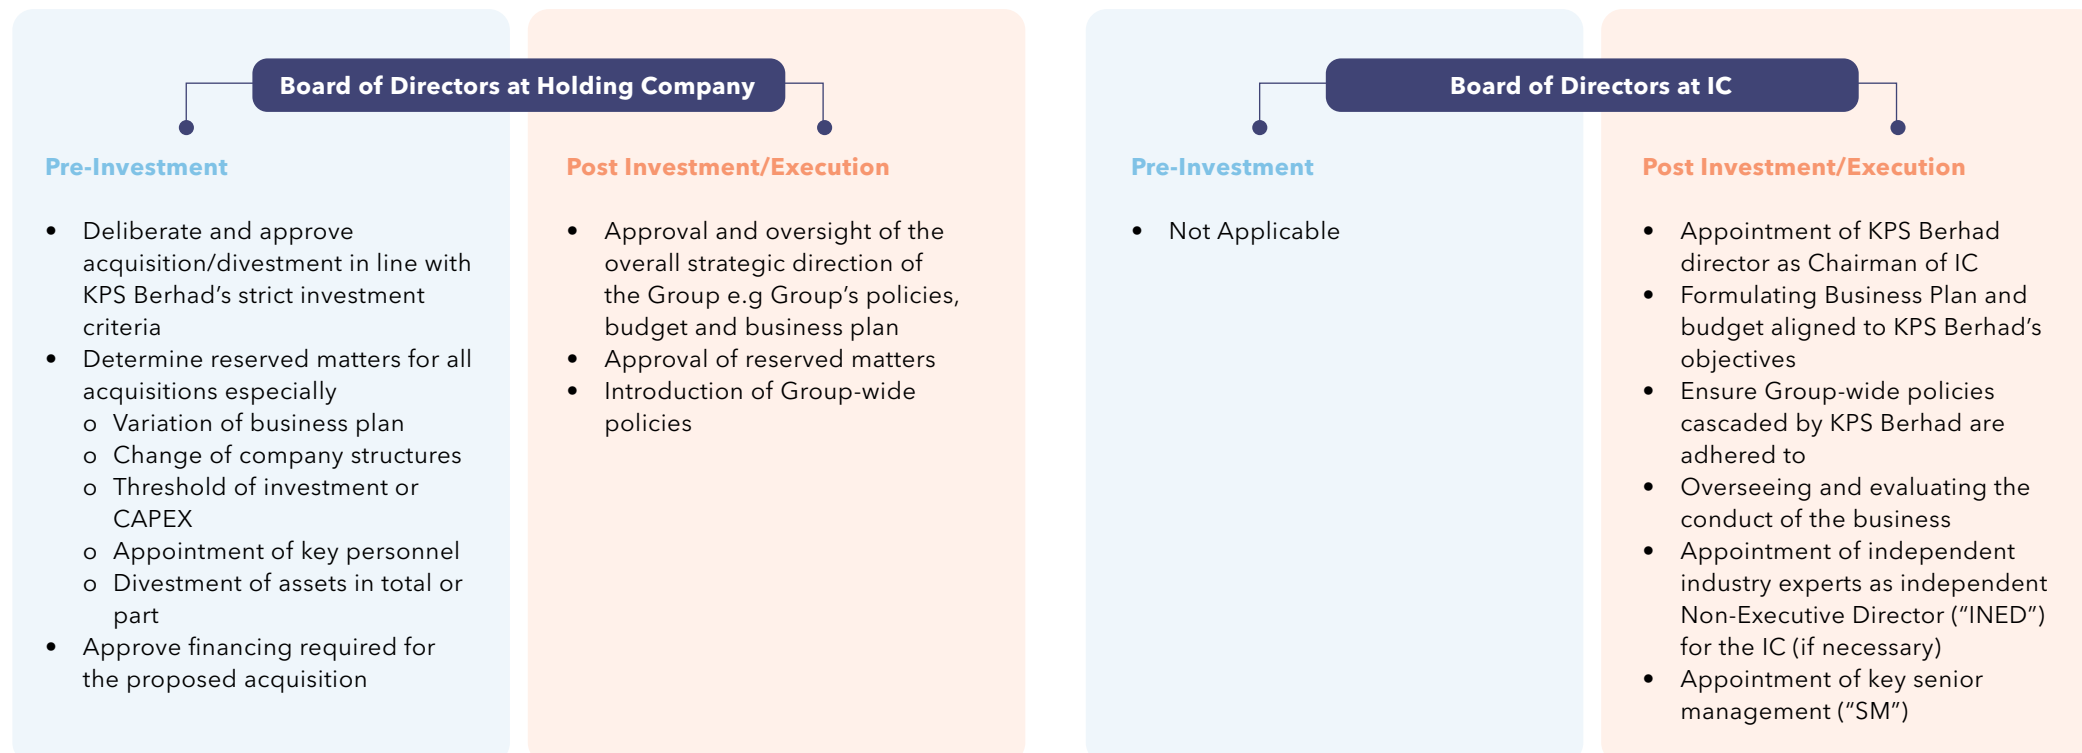 Board of Directors at Holding Company
Pre-Investment
• Deliberate and approve
acquisition/divestment in line with
KPS Berhad’s strict investment
criteria
• Determine reserved matters for all
acquisitions especially
o Variation of business plan
o Change of company structures
o Threshold of investment or
CAPEX
o Appointment of key personnel
o Divestment of assets in total or
part
• Approve financing required for
the proposed acquisition
Post Investment/Execution
• Approval and oversight of the
overall strategic direction of
the Group e.g Group’s policies,
budget and business plan
• Approval of reserved matters
• Introduction of Group-wide
policies
Board of Directors at IC
Pre-Investment
• Not Applicable
Post Investment/Execution
• Appointment of KPS Berhad
director as Chairman of IC
• Formulating Business Plan and
budget aligned to KPS Berhad’s
objectives
• Ensure Group-wide policies
cascaded by KPS Berhad are
adhered to
• Overseeing and evaluating the
conduct of the business
• Appointment of independent
industry experts as independent
Non-Executive Director (“INED”)
for the IC (if necessary)
• Appointment of key senior
management (“SM”)